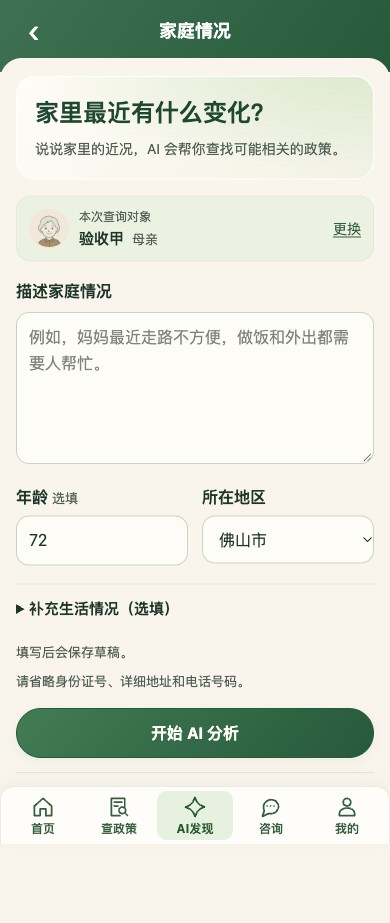 家庭情况
家里最近有什么变化?
说说家里的近况，AI 会帮你查找可能相关的政策。
本次查询对象
验收甲 母亲
更换
描述家庭情况
例如，妈妈最近走路不方便，做饭和外出都需
要人帮忙。
年龄 选填
所在地区
72
佛山市
补充生活情况（选填）
填写后会保存草稿。
请省略身份证号、详细地址和电话号码。
开始 AI 分析
首页
查政策
AI发现
咨询
我的